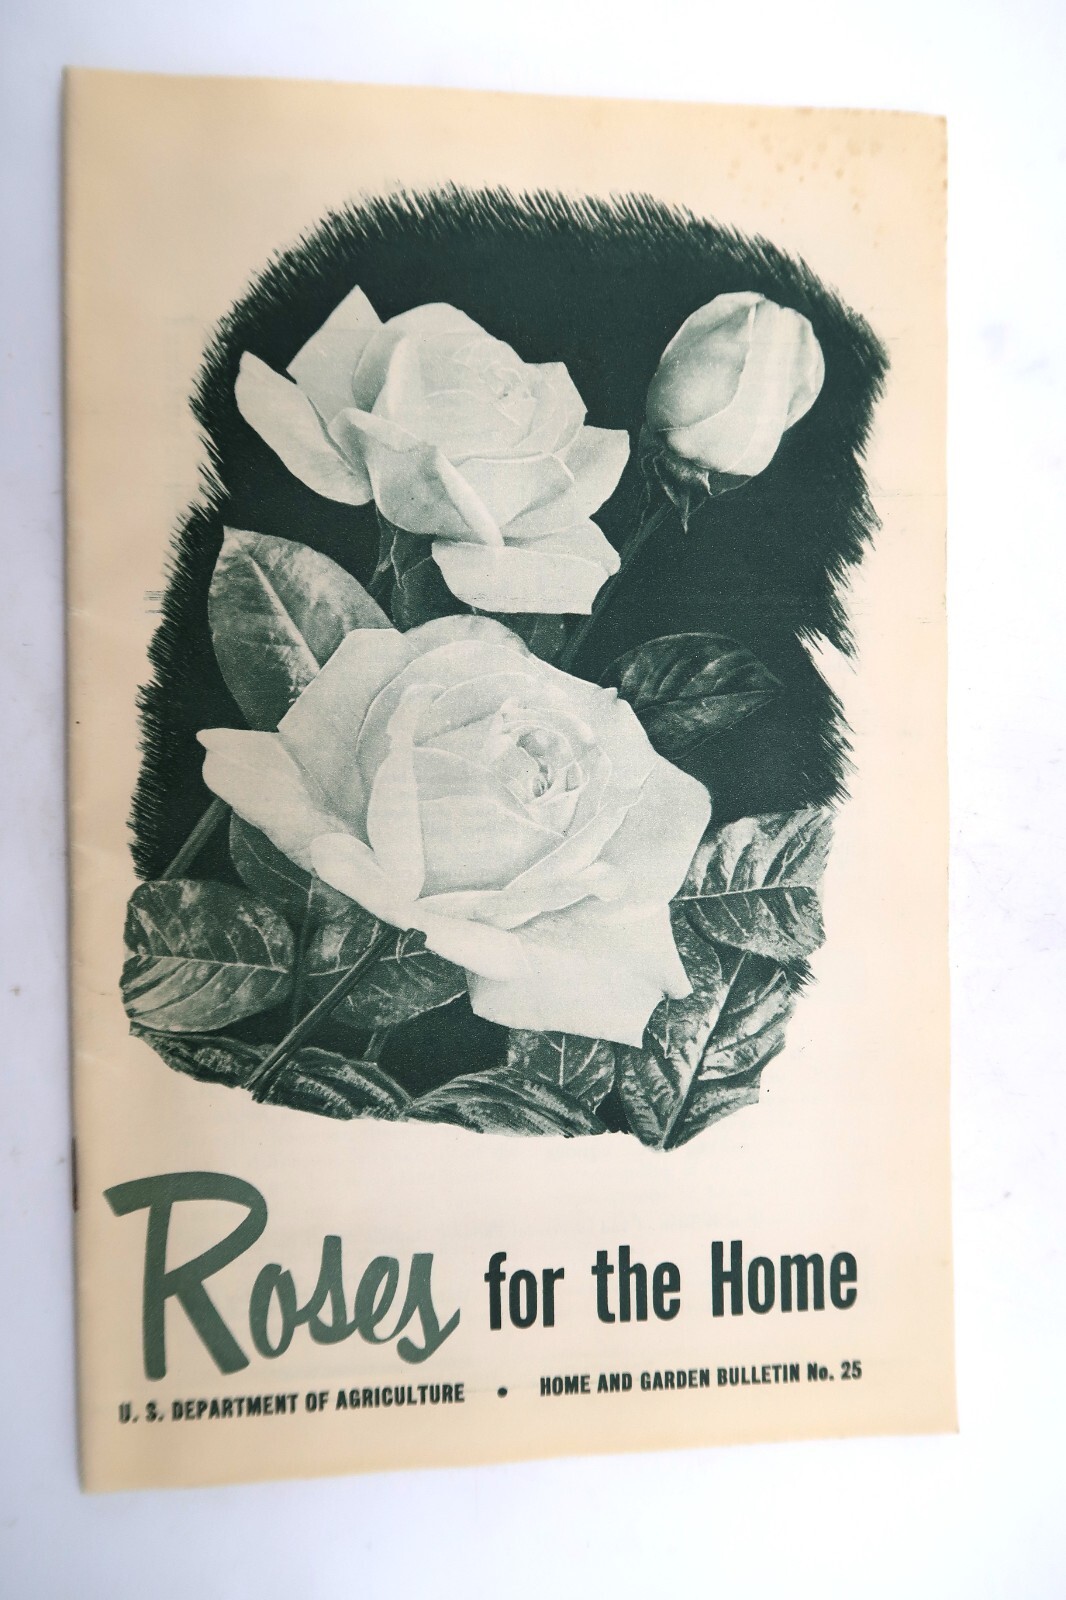 Roses for the Home
U. S. DEPARTMENT OF AGRICULTURE • HOME AND GARDEN BULLETIN No. 25